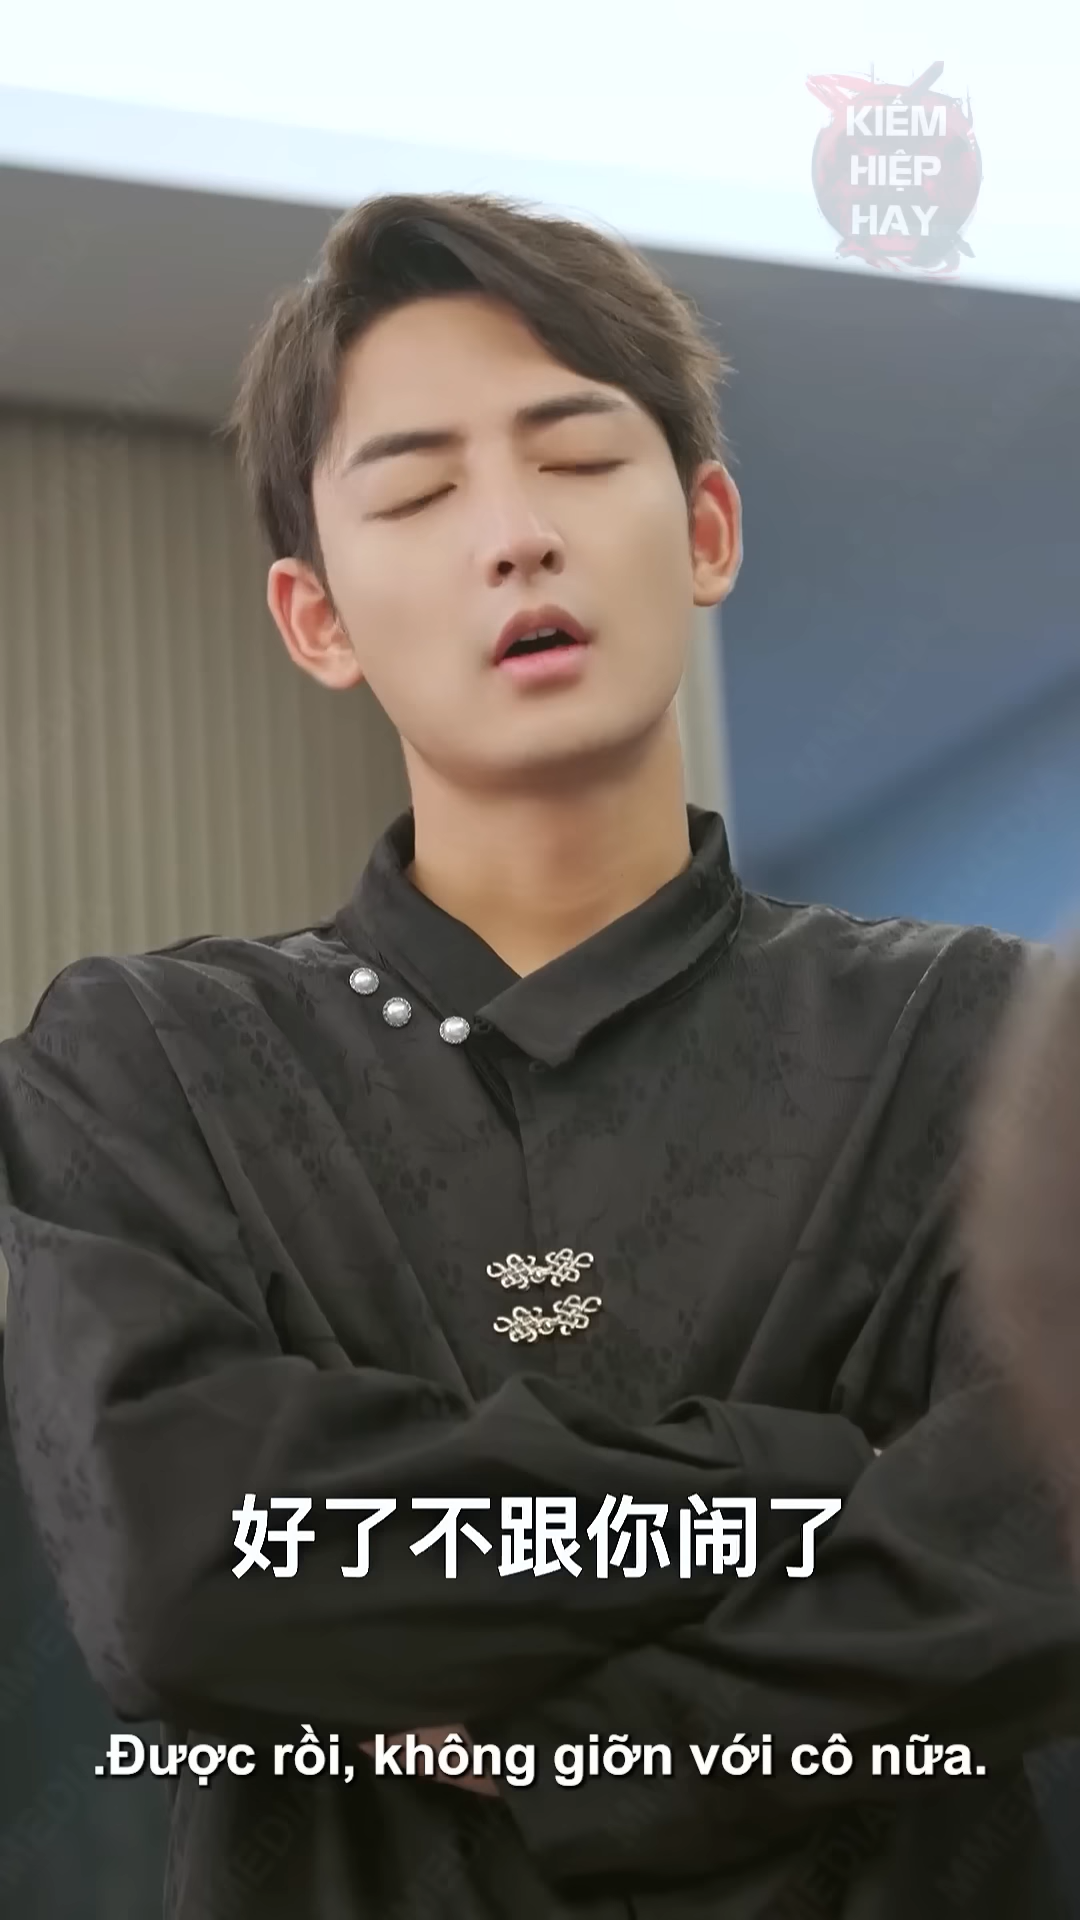 KIẾM
HIỆP
HAY
好了不跟你闹了
.Được rồi, không giỡn với cô nữa.